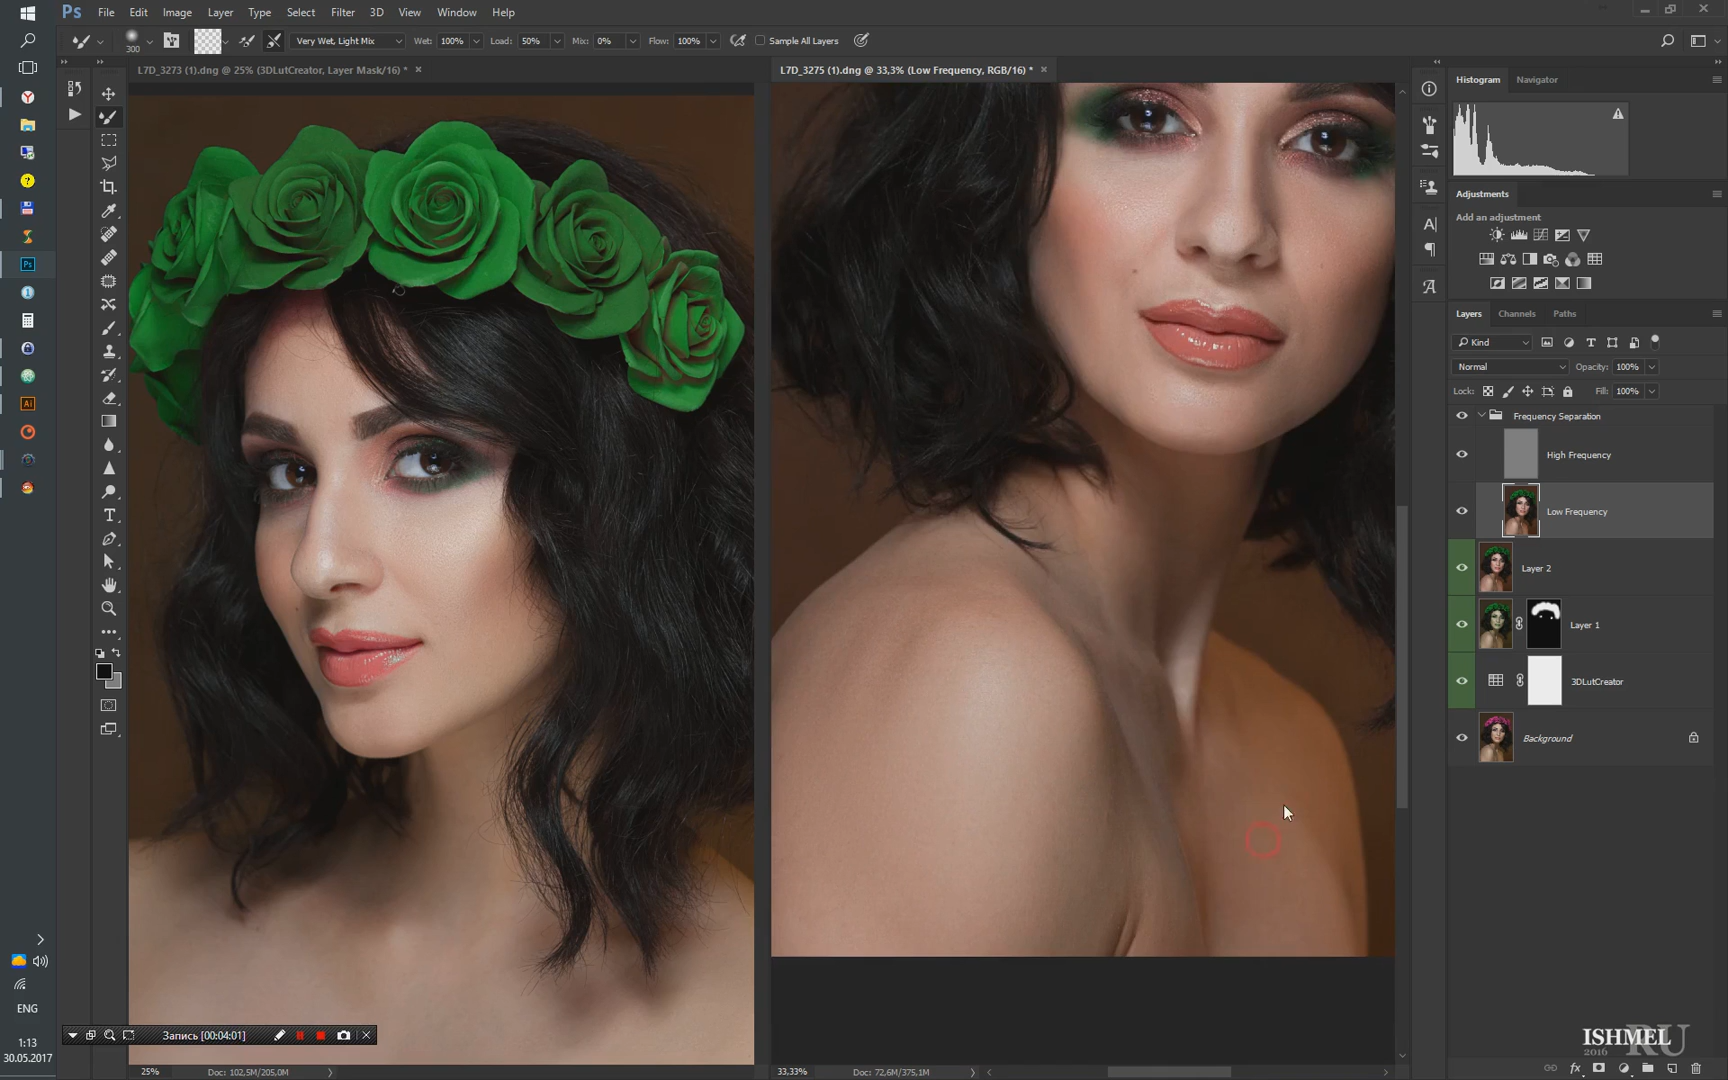 Ps File Edit Image Layer Type Select Filter 3D View Window Help
300 Very Wet, Light Mix Wet: 100% Load: 50% Mix: 0% Flow: 100% Sample All Layers
L7D_3273 (1).dng @ 25% (3DLutCreator, Layer Mask/16) * ×
L7D_3275 (1).dng @ 33,3% (Low Frequency, RGB/16) * ×
Histogram Navigator
Adjustments
Add an adjustment
Layers Channels Paths
Kind
Normal Opacity: 100%
Lock: Fill: 100%
Frequency Separation
High Frequency
Low Frequency
Layer 2
Layer 1
3DLutCreator
Background
ENG
1:13
30.05.2017
Запись [00:04:01]
25% Doc: 102,5M/205,0M
33,33% Doc: 72,6M/375,1M
ISHMEL
2016 RU